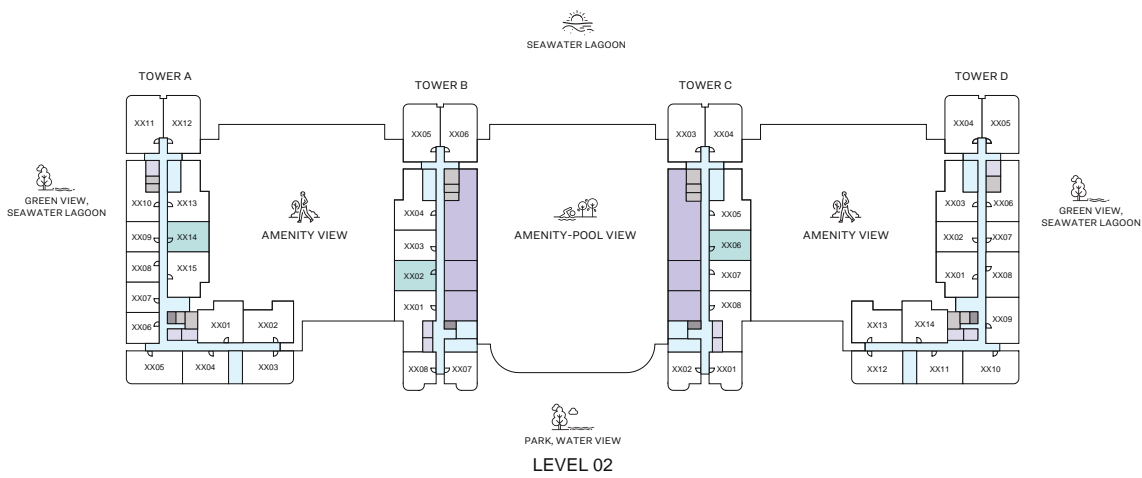 SEAWATER LAGOON
TOWER A
TOWER B
TOWER C
TOWER D
XX11
XX12
XX05
XX06
XX03
XX04
XX04
XX05
GREEN VIEW,
SEAWATER LAGOON
XX10
XX13
XX09
XX14
XX08
XX15
XX07
XX06
XX01
XX02
XX05
XX04
XX03
AMENITY VIEW
XX04
XX03
XX02
XX01
XX08
XX07
AMENITY-POOL VIEW
XX05
XX06
XX07
XX08
XX02
XX01
AMENITY VIEW
XX03
XX06
XX02
XX07
XX01
XX08
XX09
XX13
XX14
XX12
XX11
XX10
GREEN VIEW,
SEAWATER LAGOON
PARK, WATER VIEW
LEVEL 02